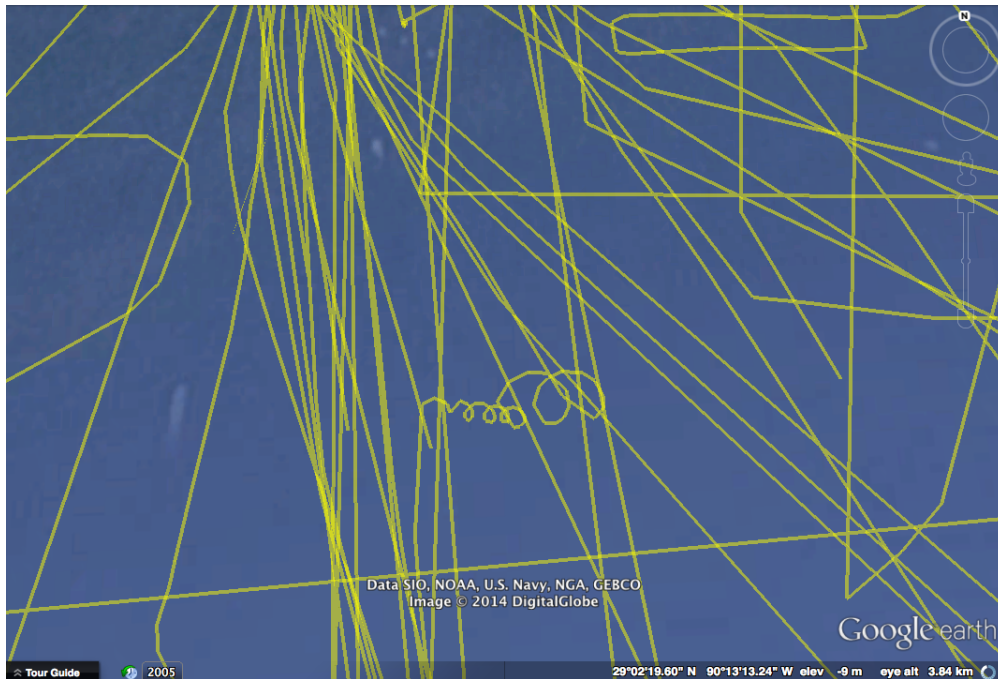 N
Data SIO, NOAA, U.S. Navy, NGA, GEBCO
Image © 2014 DigitalGlobe
Google earth
Tour Guide
2005
29°02'19.60" N 90°13'13.24" W elev -9 m eye alt 3.84 km